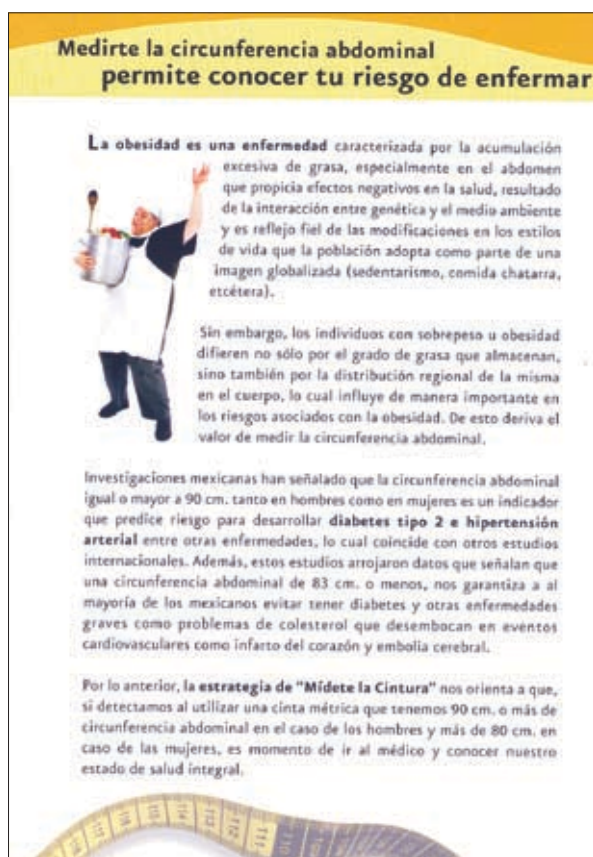 Medirte la circunferencia abdominal
permite conocer tu riesgo de enfermar
La obesidad es una enfermedad caracterizada por la acumulación
excesiva de grasa, especialmente en el abdomen
que propicia efectos negativos en la salud, resultado
de la interacción entre genética y el medio ambiente
y es reflejo fiel de las modificaciones en los estilos
de vida que la población adopta como parte de una
imagen globalizada (sedentarismo, comida chatarra,
etcétera).
Sin embargo, los individuos con sobrepeso u obesidad
difieren no sólo por el grado de grasa que almacenan,
sino también por la distribución regional de la misma
en el cuerpo, lo cual influye de manera importante en
los riesgos asociados con la obesidad. De esto deriva el
valor de medir la circunferencia abdominal.
Investigaciones mexicanas han señalado que la circunferencia abdominal
igual o mayor a 90 cm. tanto en hombres como en mujeres es un indicador
que predice riesgo para desarrollar diabetes tipo 2 e hipertensión
arterial entre otras enfermedades, lo cual coincide con otros estudios
internacionales. Además, estos estudios arrojaron datos que señalan que
una circunferencia abdominal de 83 cm. o menos, nos garantiza a al
mayoría de los mexicanos evitar tener diabetes y otras enfermedades
graves como problemas de colesterol que desembocan en eventos
cardiovasculares como infarto del corazón y embolia cerebral.
Por lo anterior, la estrategia de "Mídete la Cintura" nos orienta a que,
si detectamos al utilizar una cinta métrica que tenemos 90 cm. o más de
circunferencia abdominal en el caso de los hombres y más de 80 cm. en
caso de las mujeres, es momento de ir al médico y conocer nuestro
estado de salud integral.